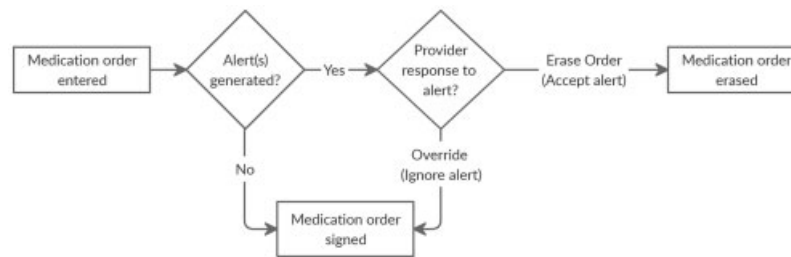 Medication order
entered
Alert(s)
generated?
Yes
Provider
response to
alert?
Erase Order
(Accept alert)
Medication order
erased
No
Override
(Ignore alert)
Medication order
signed